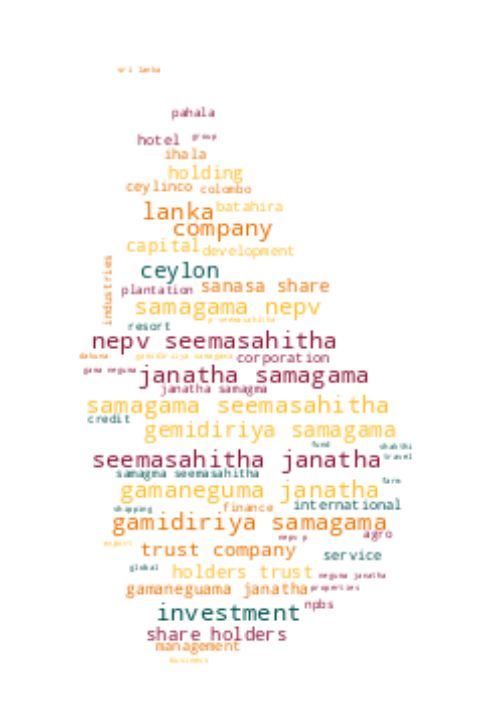 sri lanka
pahala
hotel group
ihala
holding
ceylinco colombo
lanka batahira
company
capital development
ceylon
industries
plantation sanasa share
samagama nepv
p seemasahitha
resort
nepv seemasahitha
dakuna gamidiriya samagama corporation
gama neguma janatha samagama
janatha samagma
samagama seemasahitha
credit
gemidiriya samagama
fund shakthi
seemasahitha janatha travel
samagma seemasahitha
farm
gamaneguma janatha
shipping finance international
gamidiriya samagama
nepv p agro
export trust company
service
global holders trust neguma janatha
gamaneguama janatha properties
investment npbs
share holders
management
business